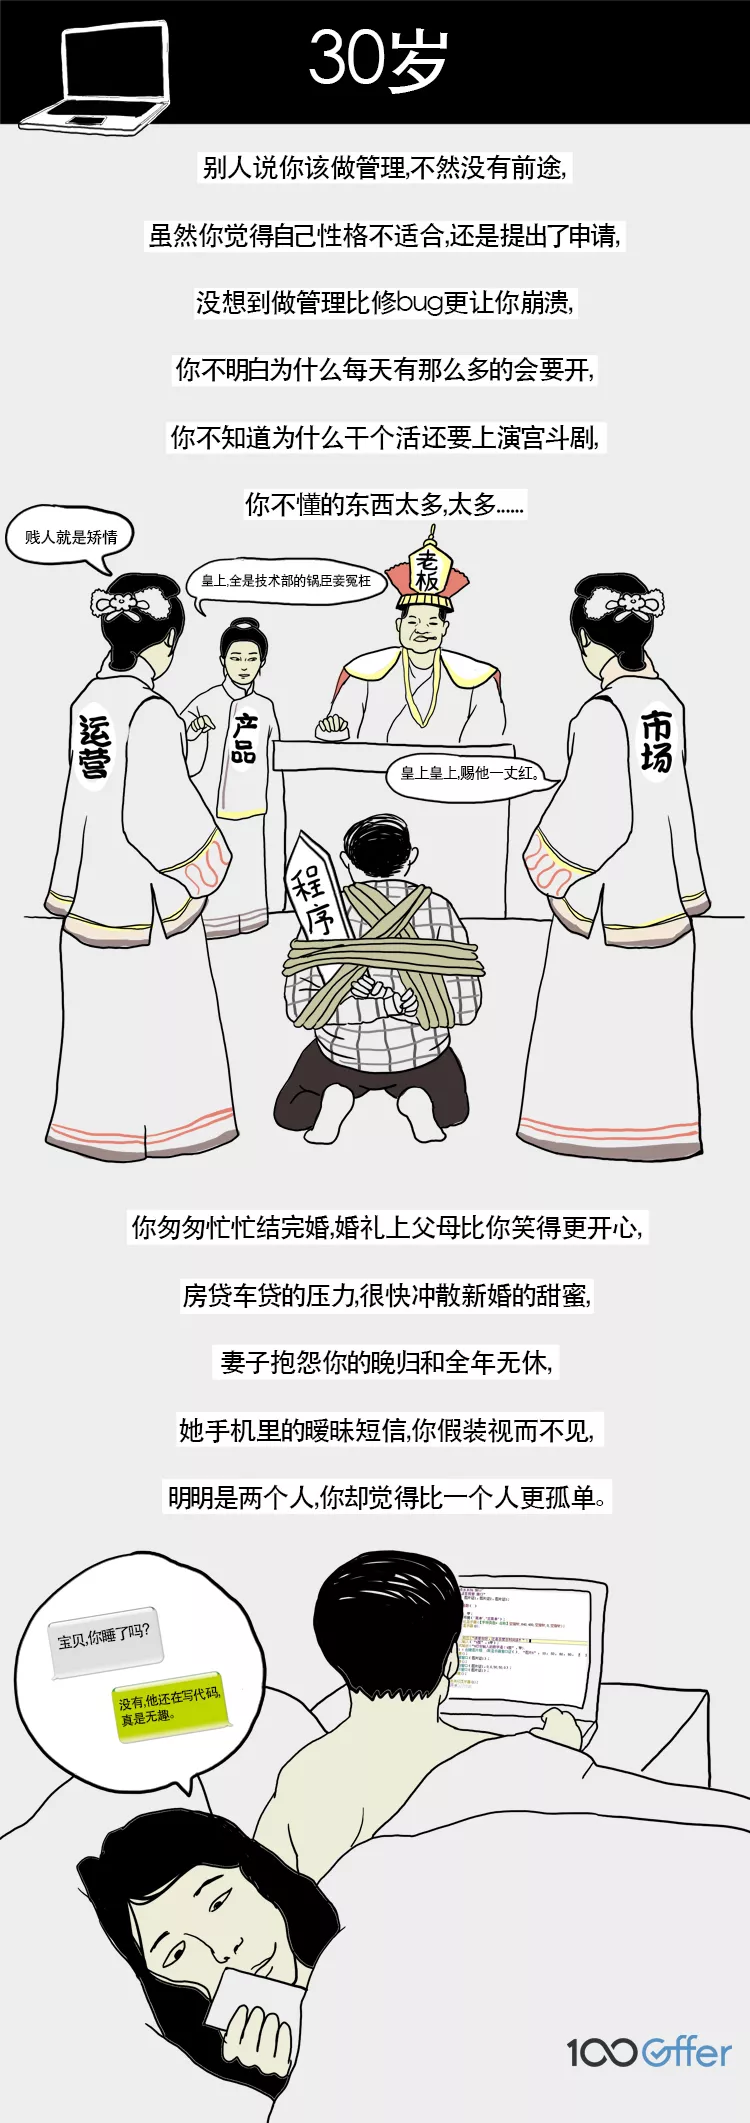 30岁
别人说你该做管理,不然没有前途,
虽然你觉得自己性格不适合,还是提出了申请,
没想到做管理比修bug更让你崩溃,
你不明白为什么每天有那么多的会要开,
你不知道为什么干个活还要上演宫斗剧,
你不懂的东西太多,太多......
贱人就是矫情
皇上,全是技术部的锅臣妾冤枉
老板
运营
产品
市场
皇上皇上,赐他一丈红。
程序
你匆匆忙忙结完婚,婚礼上父母比你笑得更开心,
房贷车贷的压力,很快冲散新婚的甜蜜,
妻子抱怨你的晚归和全年无休,
她手机里的暧昧短信,你假装视而不见,
明明是两个人,你却觉得比一个人更孤单。
宝贝,你睡了吗?
没有,他还在写代码,
真是无趣。
100offer